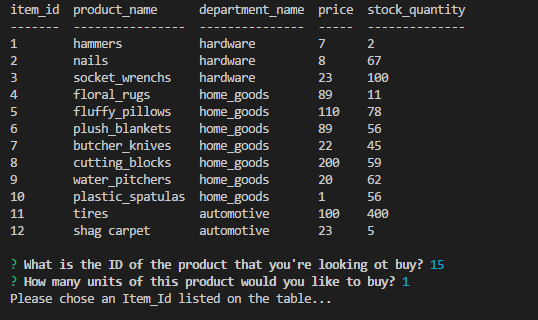 item_id  product_name  department_name  price  stock_quantity
-------  ----------------  ---------------  -----  --------------
1  hammers  hardware  7  2
2  nails  hardware  8  67
3  socket_wrenchs  hardware  23  100
4  floral_rugs  home_goods  89  11
5  fluffy_pillows  home_goods  110  78
6  plush_blankets  home_goods  89  56
7  butcher_knives  home_goods  22  45
8  cutting_blocks  home_goods  200  59
9  water_pitchers  home_goods  20  62
10  plastic_spatulas  home_goods  1  56
11  tires  automotive  100  400
12  shag carpet  automotive  23  5
? What is the ID of the product that you're looking ot buy? 15
? How many units of this product would you like to buy? 1
Please chose an Item_Id listed on the table...